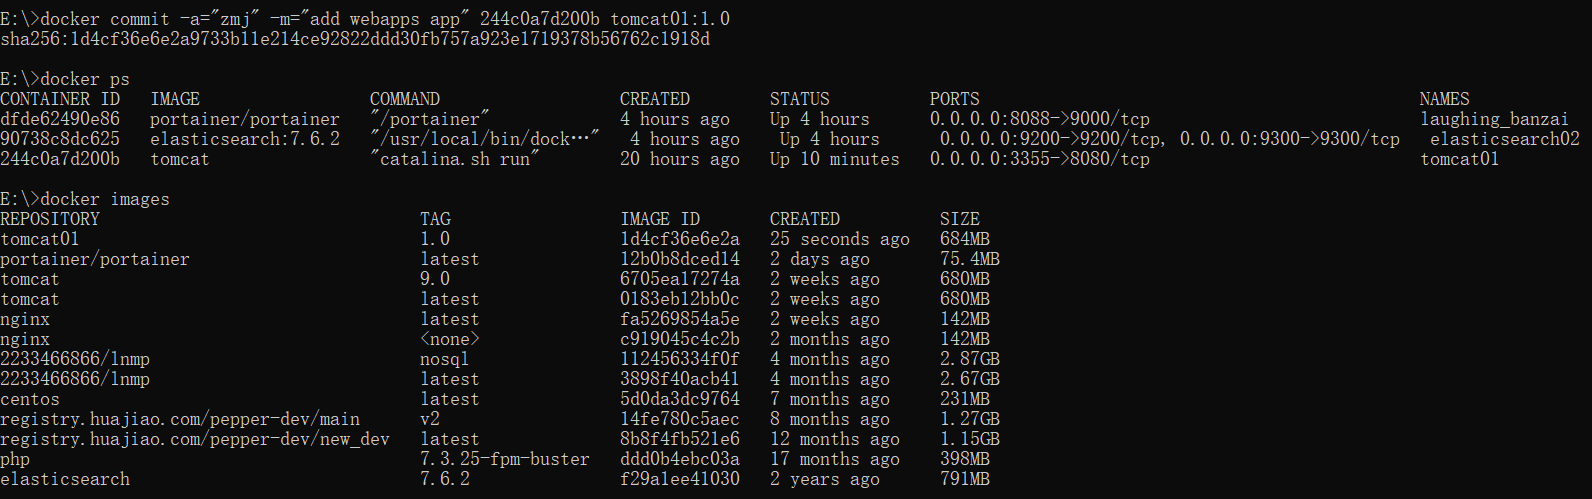 E:\>docker commit -a="zmj" -m="add webapps app" 244c0a7d200b tomcat01:1.0
sha256:1d4cf36e6e2a9733b11e214ce92822ddd30fb757a923e1719378b56762c1918d
E:\>docker ps
CONTAINER ID   IMAGE                 COMMAND                  CREATED       STATUS          PORTS                                            NAMES
dfde62490e86   portainer/portainer   "/portainer"             4 hours ago   Up 4 hours      0.0.0.0:8088->9000/tcp                           laughing_banzai
90738c8dc625   elasticsearch:7.6.2   "/usr/local/bin/dock…"   4 hours ago   Up 4 hours      0.0.0.0:9200->9200/tcp, 0.0.0.0:9300->9300/tcp   elasticsearch02
244c0a7d200b   tomcat                "catalina.sh run"        20 hours ago   Up 10 minutes   0.0.0.0:3355->8080/tcp                           tomcat01
E:\>docker images
REPOSITORY                                TAG                 IMAGE ID       CREATED          SIZE
tomcat01                                  1.0                 1d4cf36e6e2a   25 seconds ago   684MB
portainer/portainer                       latest              12b0b8dced14   2 days ago       75.4MB
tomcat                                    9.0                 6705ea17274a   2 weeks ago      680MB
tomcat                                    latest              0183eb12bb0c   2 weeks ago      680MB
nginx                                     latest              fa5269854a5e   2 weeks ago      142MB
nginx                                     <none>              c919045c4c2b   2 months ago     142MB
2233466866/lnmp                           nosql               112456334f0f   4 months ago     2.87GB
2233466866/lnmp                           latest              3898f40acb41   4 months ago     2.67GB
centos                                    latest              5d0da3dc9764   7 months ago     231MB
registry.huajiao.com/pepper-dev/main      v2                  14fe780c5aec   8 months ago     1.27GB
registry.huajiao.com/pepper-dev/new_dev   latest              8b8f4fb521e6   12 months ago    1.15GB
php                                       7.3.25-fpm-buster   ddd0b4ebc03a   17 months ago    398MB
elasticsearch                             7.6.2               f29a1ee41030   2 years ago      791MB